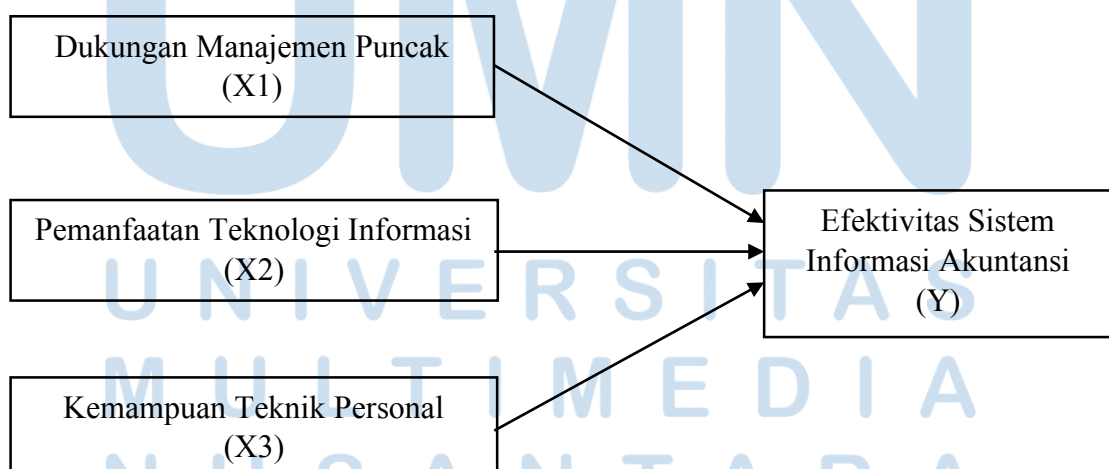 UMN
Dukungan Manajemen Puncak
(X1)
Pemanfaatan Teknologi Informasi
(X2)
Kemampuan Teknik Personal
(X3)
Efektivitas Sistem
Informasi Akuntansi
(Y)
UNIVERSITAS
MULTIMEDIA
NUSANTARA